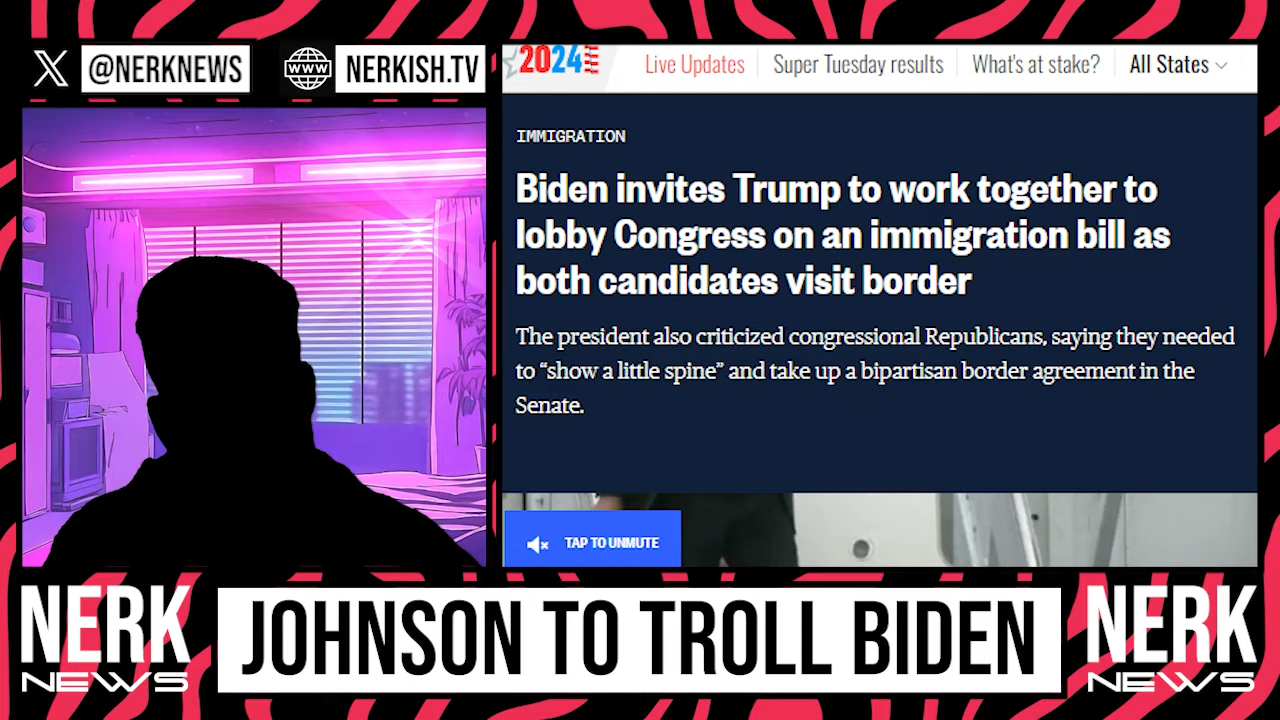 @NERKNEWS
WWW
NERKISH.TV
2024
Live Updates
Super Tuesday results
What's at stake?
All States
IMMIGRATION
Biden invites Trump to work together to
lobby Congress on an immigration bill as
both candidates visit border
The president also criticized congressional Republicans, saying they needed
to “show a little spine” and take up a bipartisan border agreement in the
Senate.
TAP TO UNMUTE
NERK
NEWS
JOHNSON TO TROLL BIDEN
NERK
NEWS